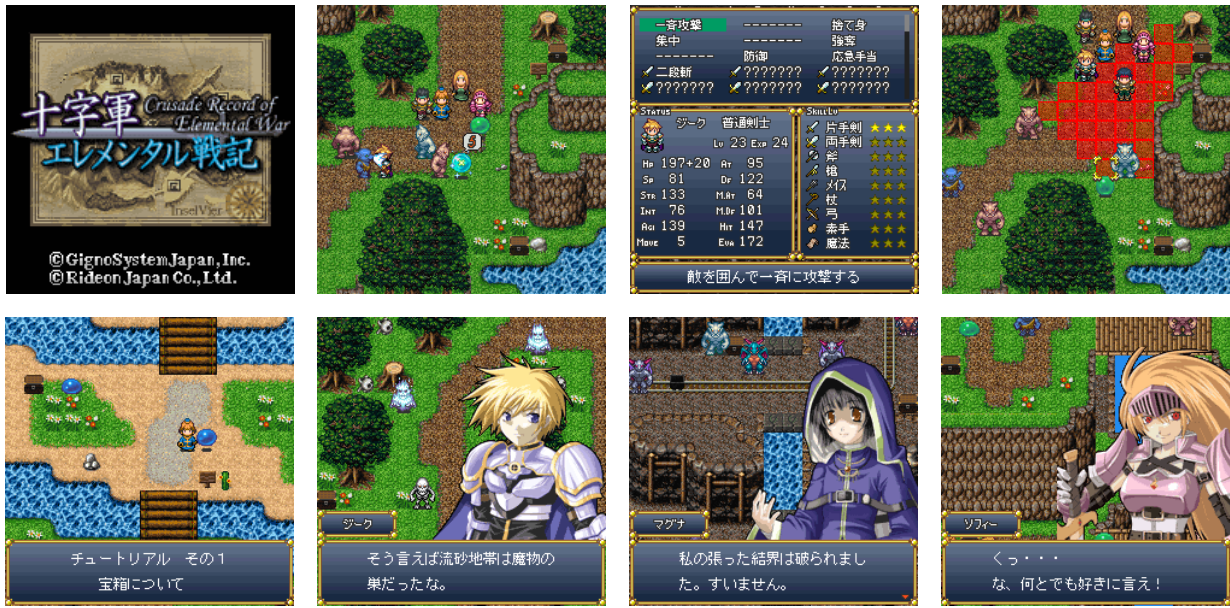 十字軍
Crusade Record of
Elemental War
エレメンタル戦記
InselVier
©GignoSystemJapan,Inc.
©RideonJapan Co.,Ltd.
5
一斉攻撃 ------- 捨て身
集中 ------- 強奪
------- 防御 応急手当
二段斬 ??????? ???????
??????? ??????? ???????
Status
ジーク 普通剣士
Lv 23 Exp 24
Hp 197+20 At 95
Sp 81 Df 122
Str 133 M.At 64
Int 76 M.Df 101
Agi 139 Hit 147
Move 5 Eva 172
SkillLv
片手剣 ★★★
両手剣 ★★★
斧 ★★★
槍 ★★★
メイス ★★★
杖 ★★★
弓 ★★★
素手 ★★★
魔法 ★★★
敵を囲んで一斉に攻撃する
チュートリアル その1
宝箱について
ジーク
そう言えば流砂地帯は魔物の
巣だったな。
マグナ
私の張った結界は破られまし
た。すいません。
ソフィー
くっ・・・
な、何とでも好きに言え!